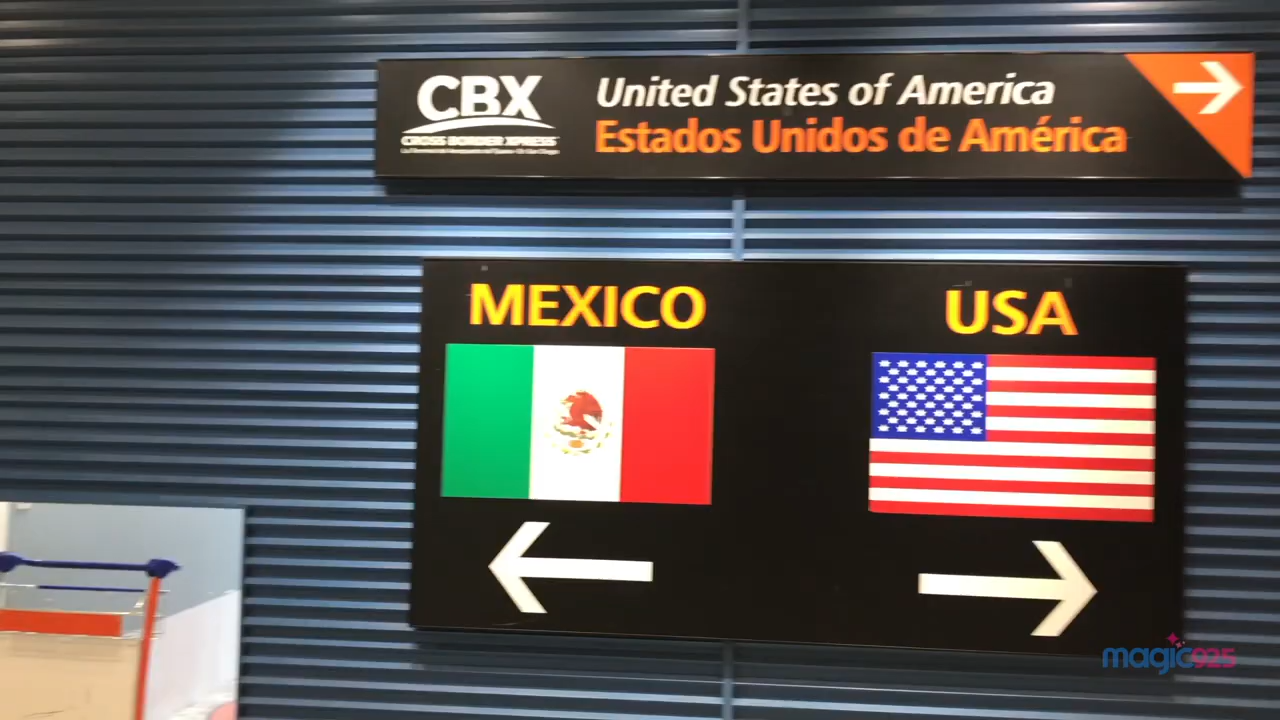 CBX
CROSS BORDER XPRESS
United States of America
Estados Unidos de América
MEXICO
USA
magic925